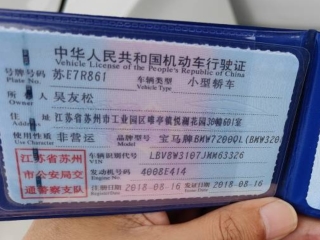 中华人民共和国机动车行驶证
Vehicle License of the People's Republic of China
号牌号码 苏E7R861 车辆类型 小型轿车
Plate No. Vehicle Type
所有人 吴友松
Owner
住址 江苏省苏州市工业园区唯亭镇悦澜花园30幢601室
Address
使用性质 非营运 品牌型号 宝马牌BMW7200QL(BMW320
Use Character Model
江苏省苏州
市公安局交
通警察支队
车辆识别代号 LBV8W3107JMM63326
VIN
发动机号码 4008E414
Engine No.
注册日期 2018-08-16 发证日期 2018-08-16
Register Date Issue Date